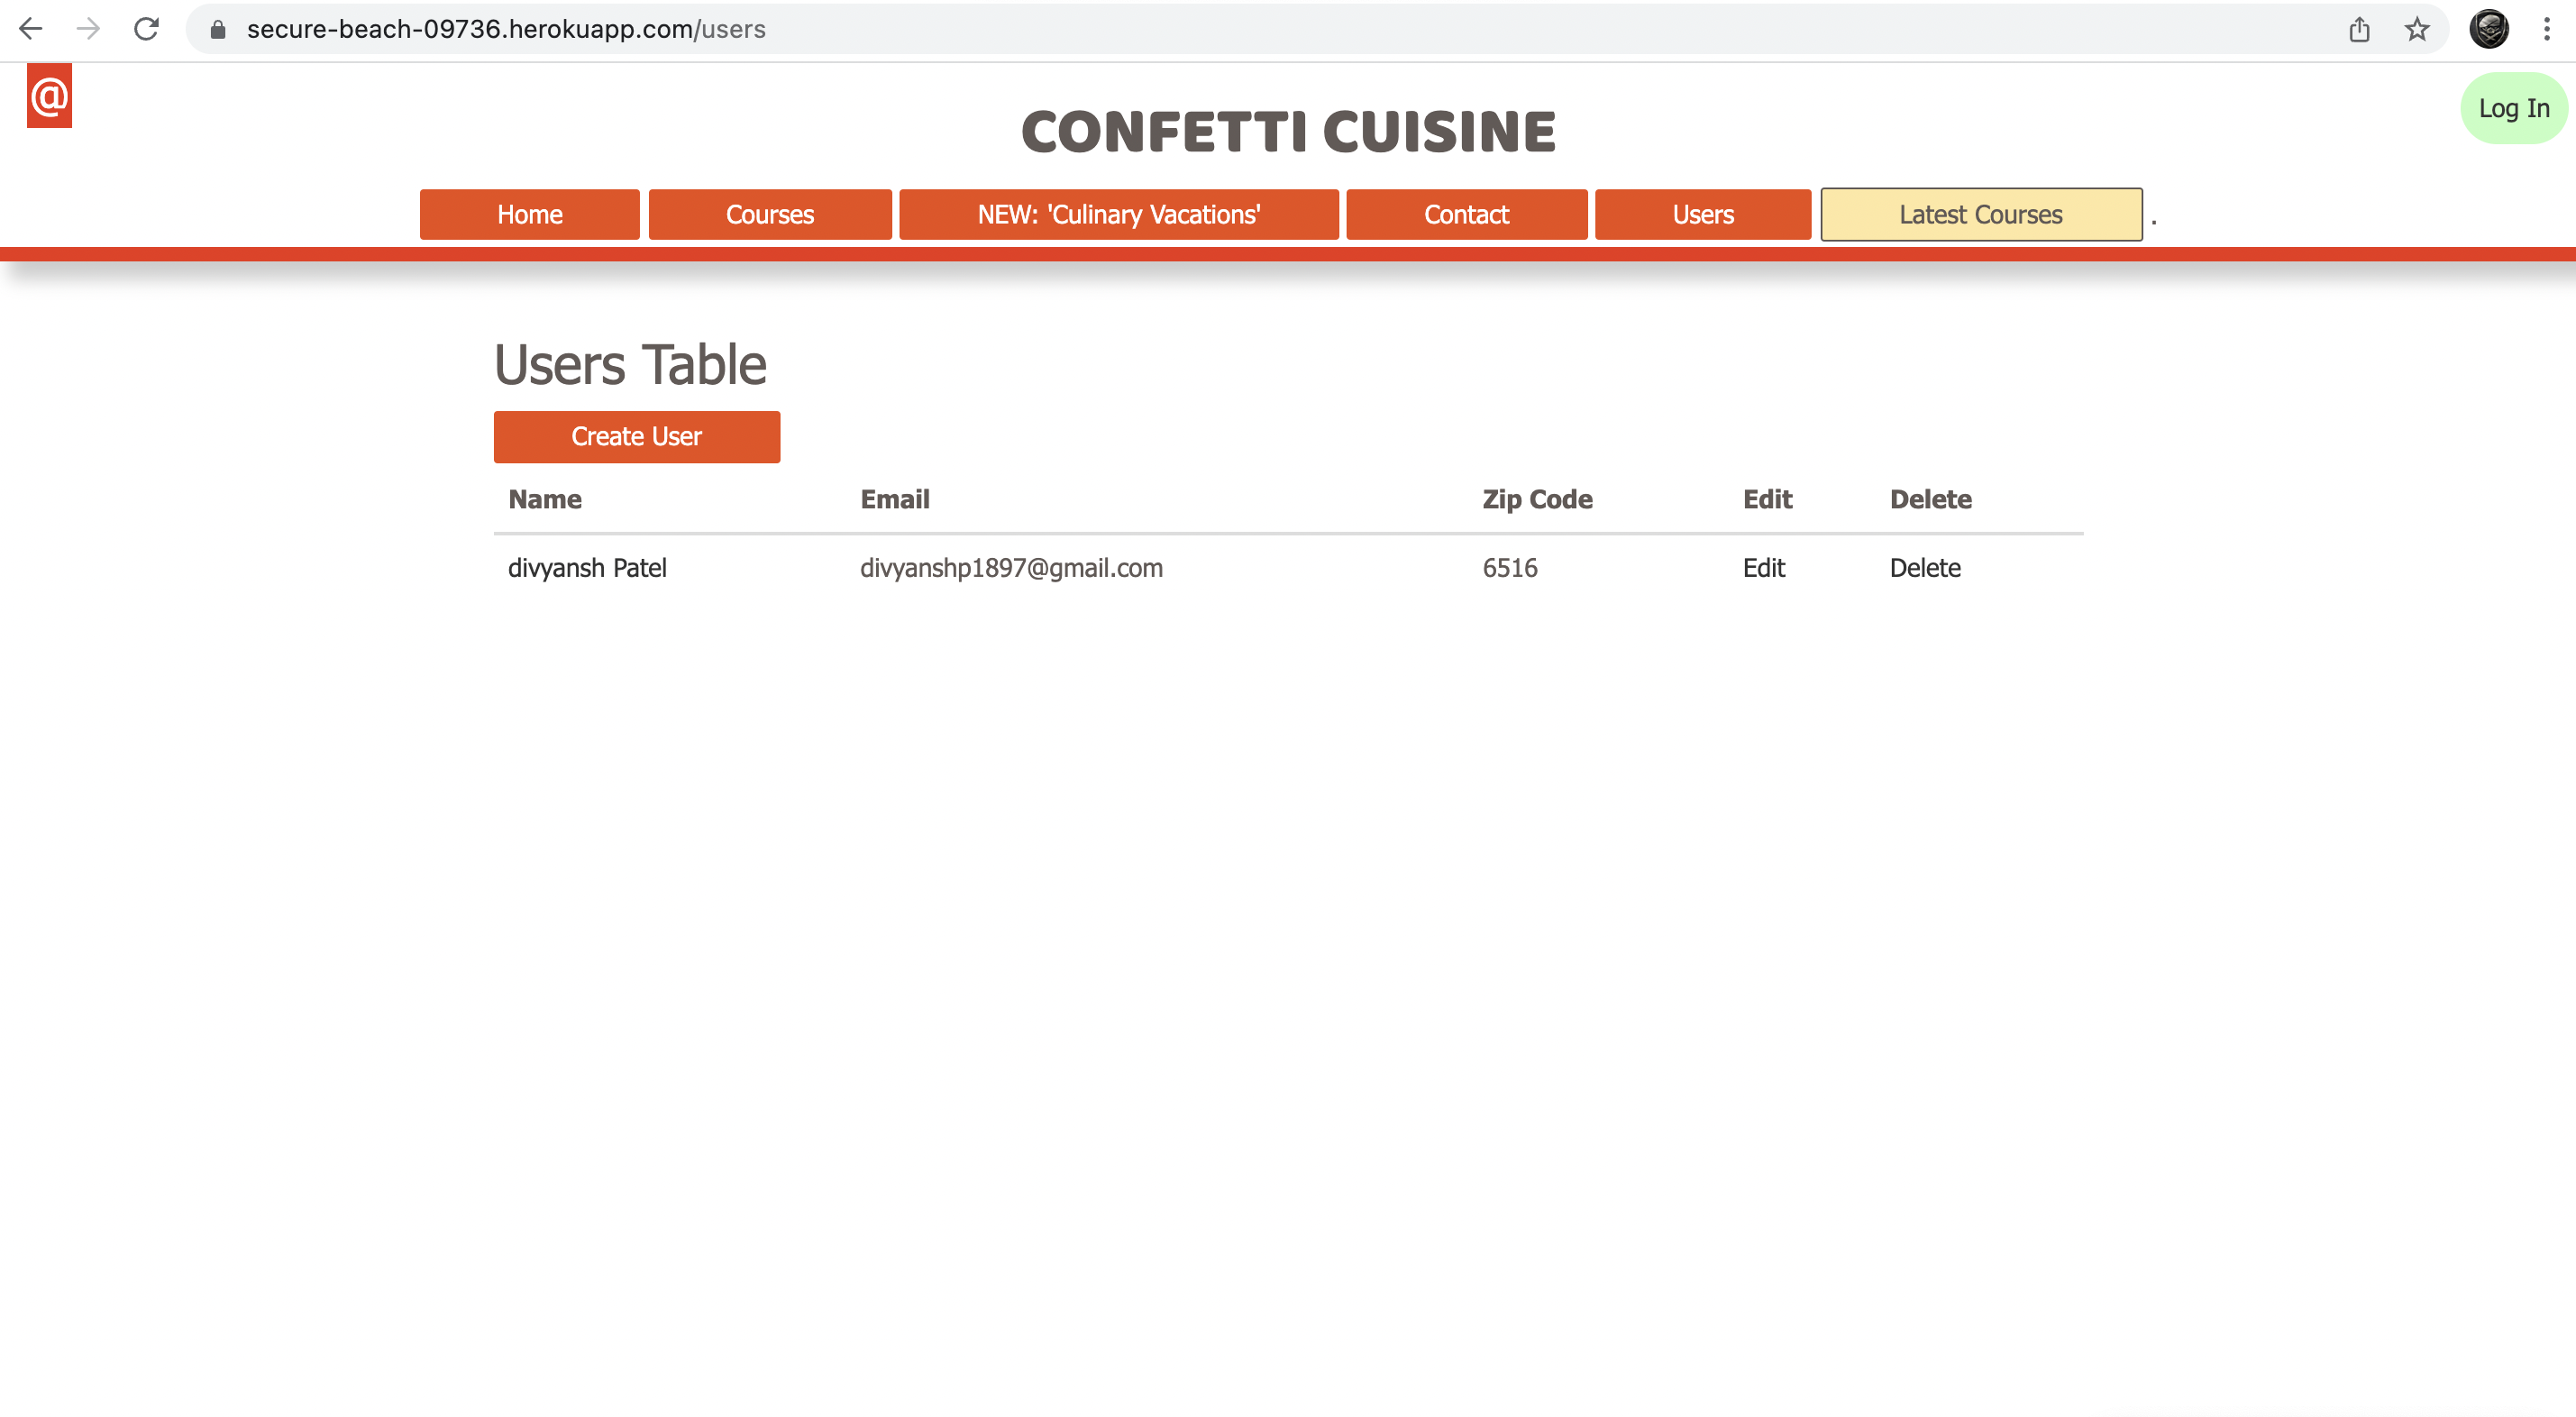 secure-beach-09736.herokuapp.com/users
@
Log In
CONFETTI CUISINE
Home Courses NEW: 'Culinary Vacations' Contact Users Latest Courses .
Users Table
Create User
Name Email Zip Code Edit Delete
divyansh Patel divyanshp1897@gmail.com 6516 Edit Delete